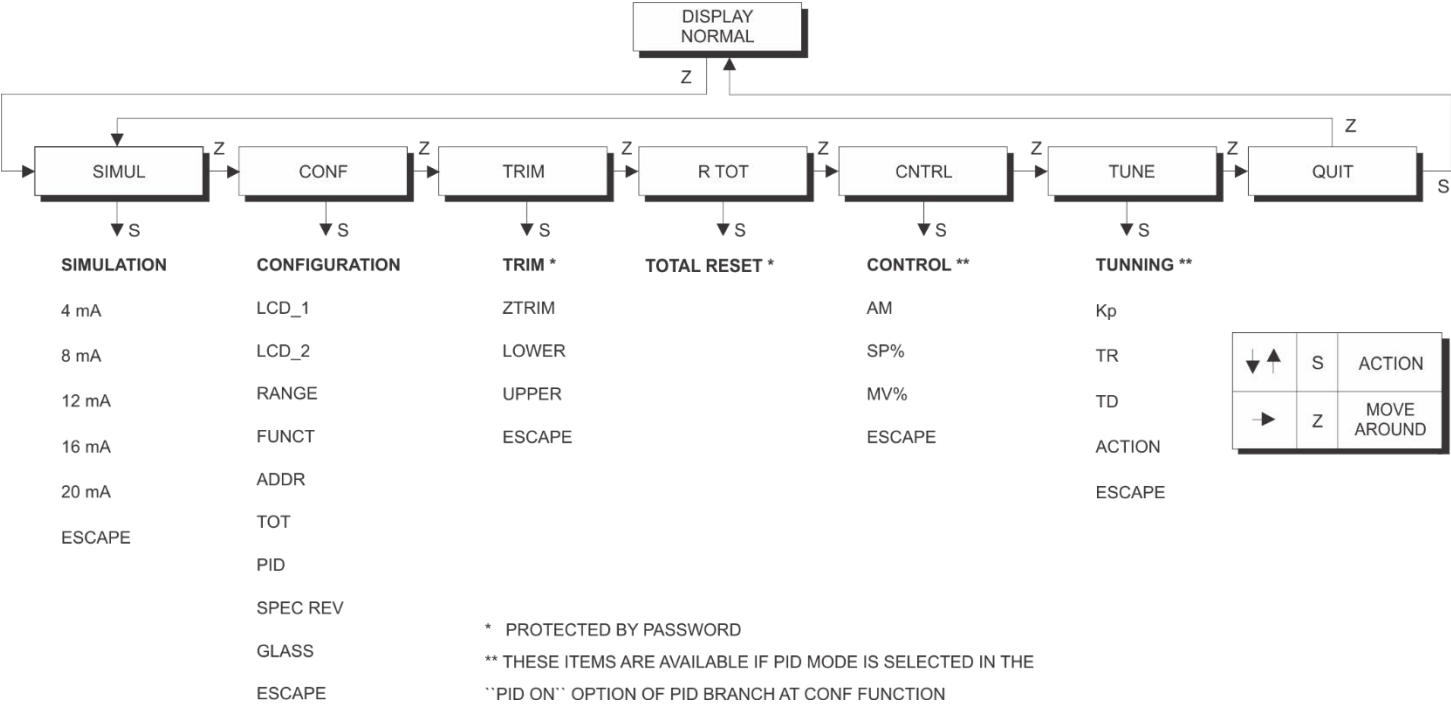 DISPLAY
NORMAL
Z
Z
SIMUL
Z
CONF
Z
TRIM
Z
R TOT
Z
CNTRL
Z
TUNE
Z
QUIT
S
S
S
S
S
S
S
SIMULATION
4 mA
8 mA
12 mA
16 mA
20 mA
ESCAPE
CONFIGURATION
LCD_1
LCD_2
RANGE
FUNCT
ADDR
TOT
PID
SPEC REV
GLASS
ESCAPE
TRIM *
ZTRIM
LOWER
UPPER
ESCAPE
TOTAL RESET *
CONTROL **
AM
SP%
MV%
ESCAPE
TUNNING **
Kp
TR
TD
ACTION
ESCAPE
S ACTION
Z MOVE
AROUND
* PROTECTED BY PASSWORD
** THESE ITEMS ARE AVAILABLE IF PID MODE IS SELECTED IN THE
``PID ON`` OPTION OF PID BRANCH AT CONF FUNCTION